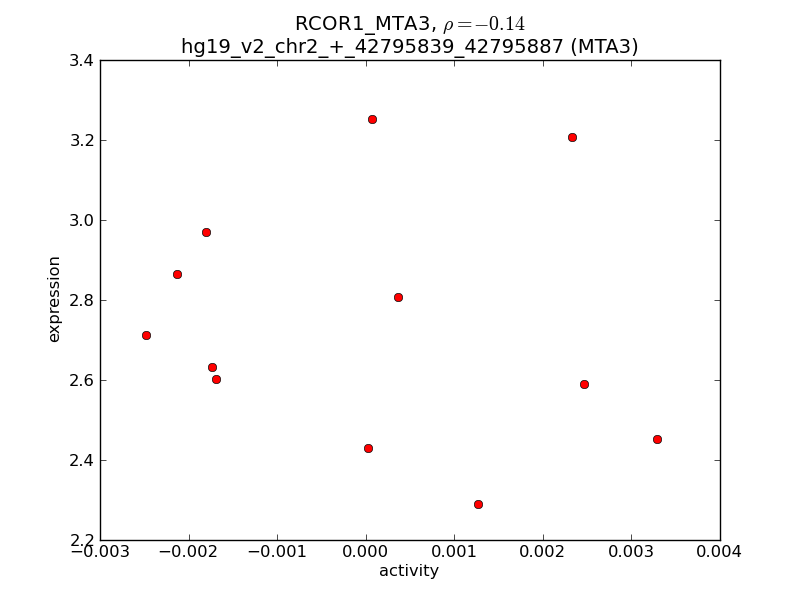 RCOR1_MTA3, ρ = −0.14
hg19_v2_chr2_+_42795839_42795887 (MTA3)
3.4
3.2
3.0
2.8
2.6
2.4
2.2
expression
−0.003 −0.002 −0.001 0.000 0.001 0.002 0.003 0.004
activity